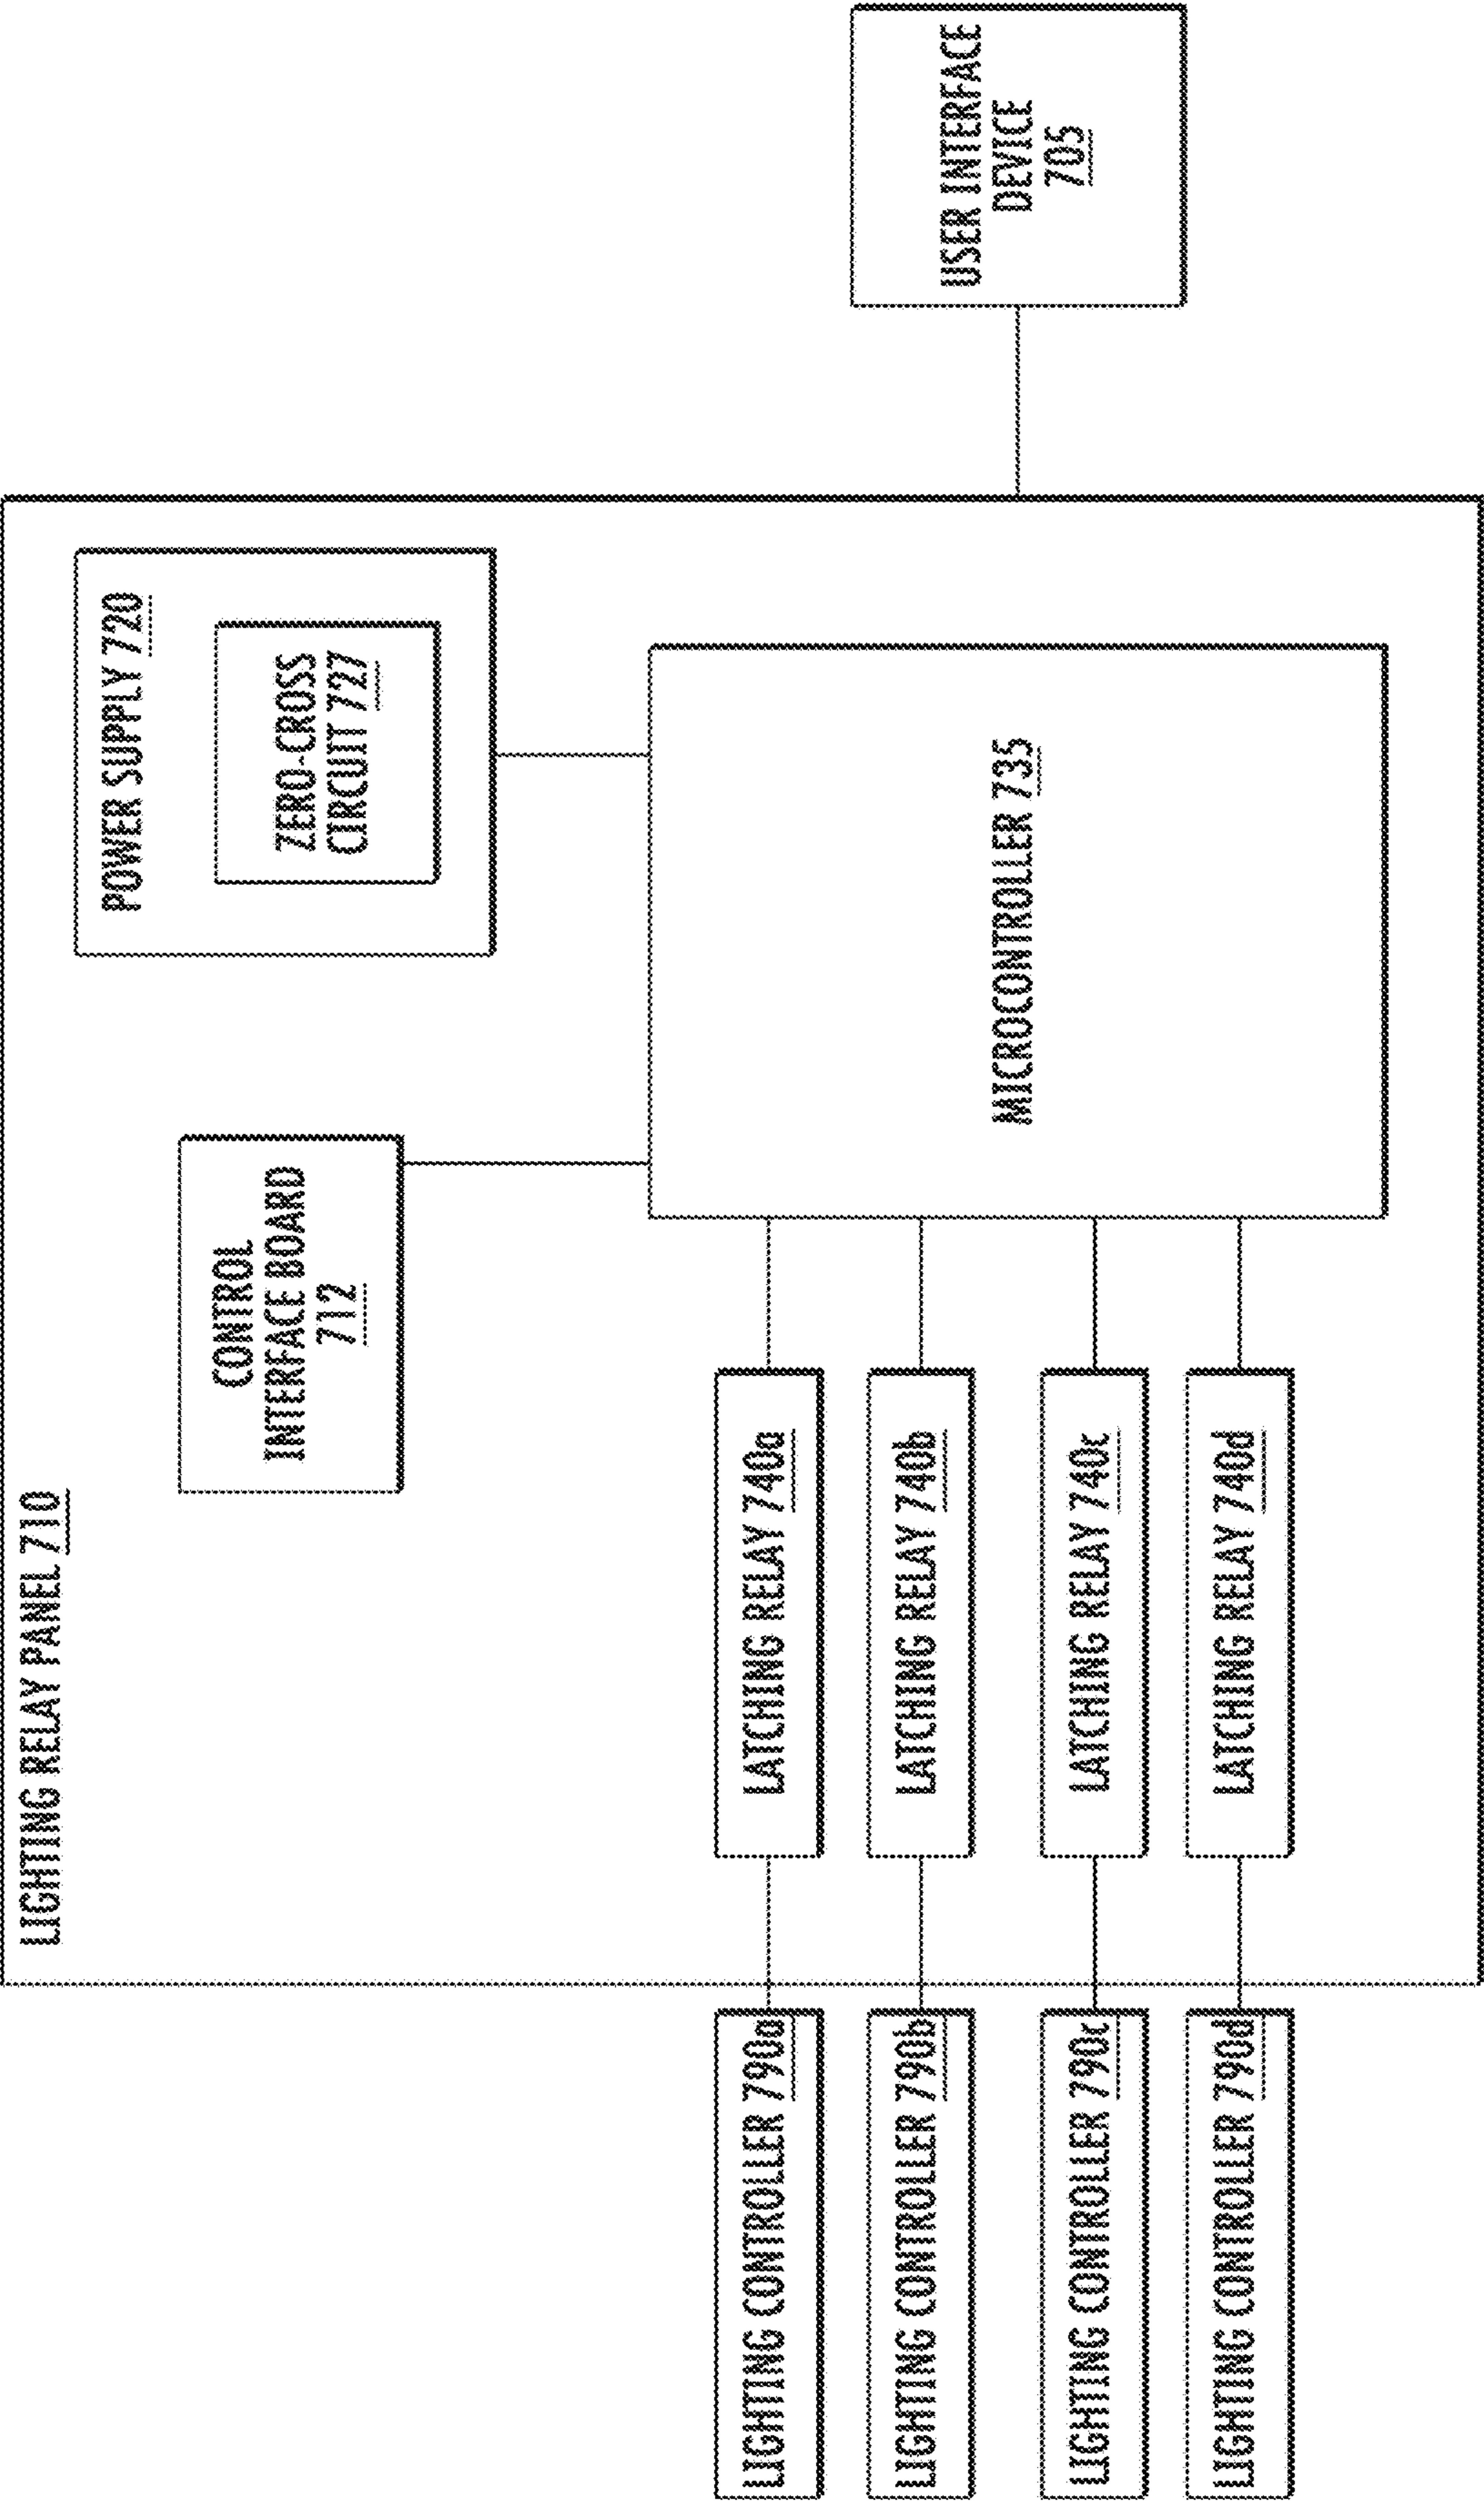 LIGHTING RELAY PANEL 710
POWER SUPPLY 720
ZERO-CROSS
CIRCUIT 727
CONTROL
INTERFACE BOARD
712
MICROCONTROLLER 735
USER INTERFACE
DEVICE
705
LIGHTING CONTROLLER 790a
LATCHING RELAY 740a
LIGHTING CONTROLLER 790b
LATCHING RELAY 740b
LIGHTING CONTROLLER 790c
LATCHING RELAY 740c
LIGHTING CONTROLLER 790d
LATCHING RELAY 740d